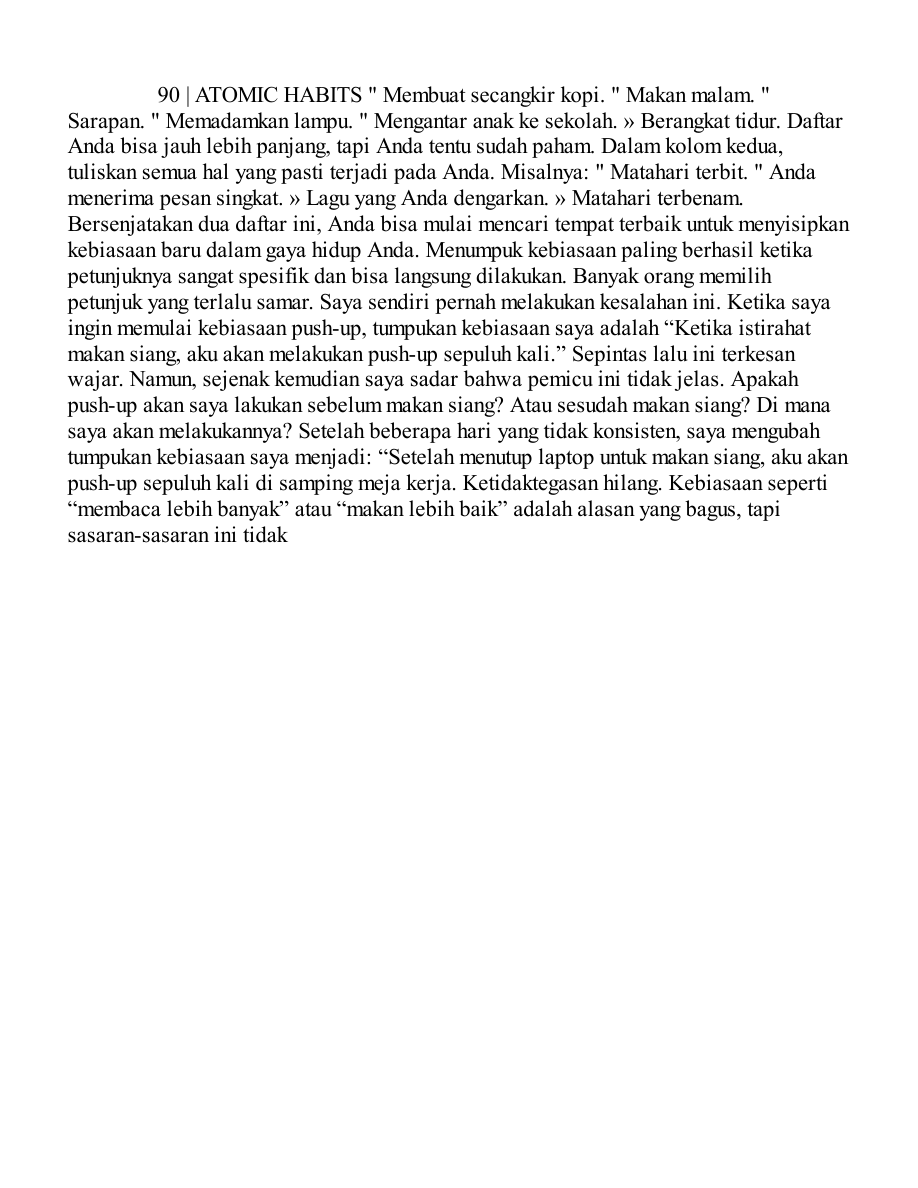 90 | ATOMIC HABITS " Membuat secangkir kopi. " Makan malam. "
Sarapan. " Memadamkan lampu. " Mengantar anak ke sekolah. » Berangkat tidur. Daftar
Anda bisa jauh lebih panjang, tapi Anda tentu sudah paham. Dalam kolom kedua,
tuliskan semua hal yang pasti terjadi pada Anda. Misalnya: " Matahari terbit. " Anda
menerima pesan singkat. » Lagu yang Anda dengarkan. » Matahari terbenam.
Bersenjatakan dua daftar ini, Anda bisa mulai mencari tempat terbaik untuk menyisipkan
kebiasaan baru dalam gaya hidup Anda. Menumpuk kebiasaan paling berhasil ketika
petunjuknya sangat spesifik dan bisa langsung dilakukan. Banyak orang memilih
petunjuk yang terlalu samar. Saya sendiri pernah melakukan kesalahan ini. Ketika saya
ingin memulai kebiasaan push-up, tumpukan kebiasaan saya adalah “Ketika istirahat
makan siang, aku akan melakukan push-up sepuluh kali.” Sepintas lalu ini terkesan
wajar. Namun, sejenak kemudian saya sadar bahwa pemicu ini tidak jelas. Apakah
push-up akan saya lakukan sebelum makan siang? Atau sesudah makan siang? Di mana
saya akan melakukannya? Setelah beberapa hari yang tidak konsisten, saya mengubah
tumpukan kebiasaan saya menjadi: “Setelah menutup laptop untuk makan siang, aku akan
push-up sepuluh kali di samping meja kerja. Ketidaktegasan hilang. Kebiasaan seperti
“membaca lebih banyak” atau “makan lebih baik” adalah alasan yang bagus, tapi
sasaran-sasaran ini tidak